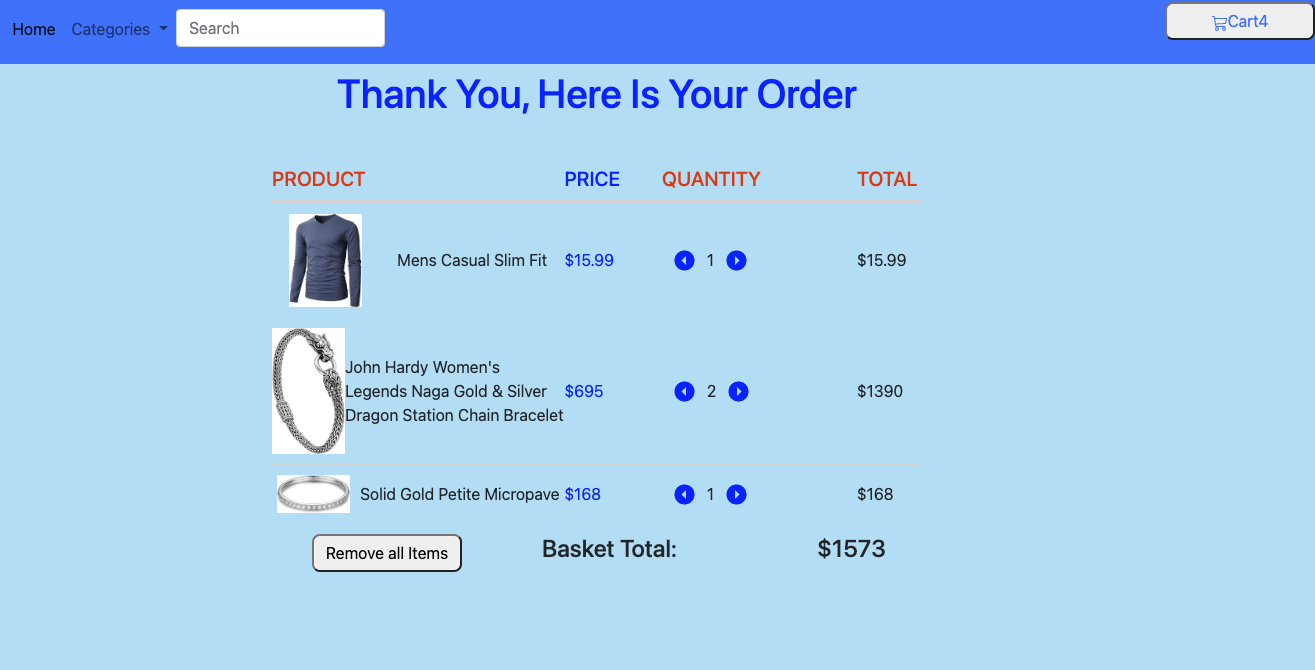 Home Categories Search Cart4
Thank You, Here Is Your Order
PRODUCT PRICE QUANTITY TOTAL
Mens Casual Slim Fit $15.99 1 $15.99
John Hardy Women's
Legends Naga Gold & Silver $695 2 $1390
Dragon Station Chain Bracelet
Solid Gold Petite Micropave $168 1 $168
Remove all Items Basket Total: $1573